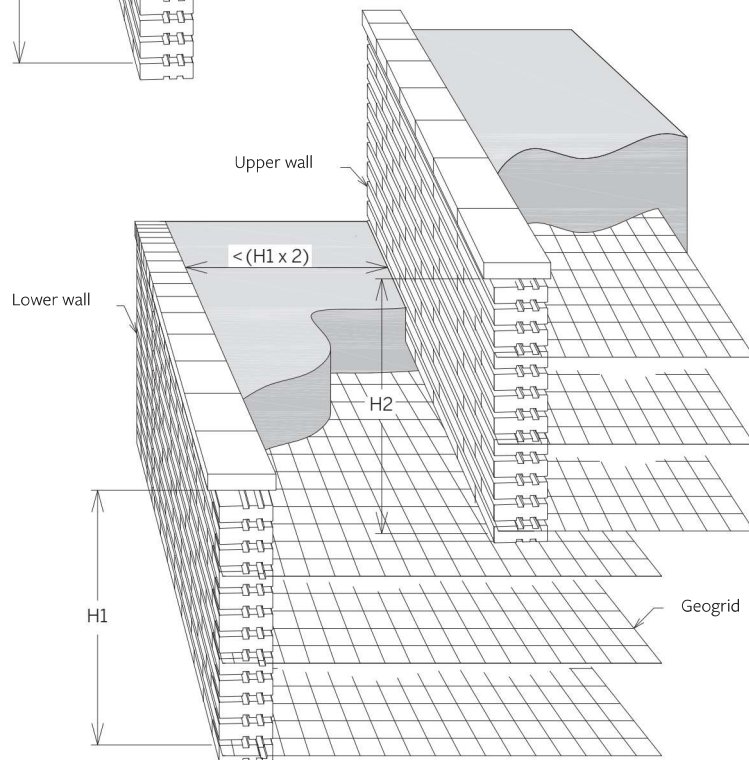 Upper wall
<(H1 x 2)
Lower wall
H2
H1
Geogrid